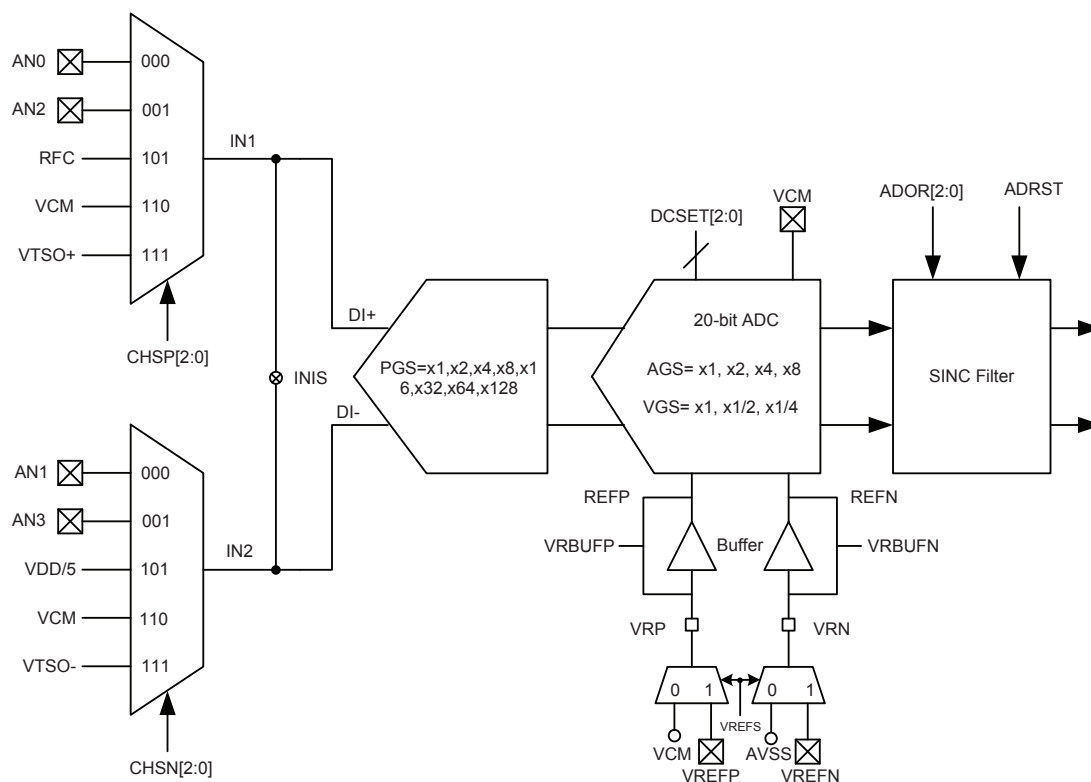 AN0
000
AN2
001
RFC
101
VCM
110
VTSO+
111
CHSP[2:0]
IN1
INIS
AN1
000
AN3
001
VDD/5
101
VCM
110
VTSO-
111
CHSN[2:0]
IN2
DI+
DI-
PGS=x1,x2,x4,x8,x1
6,x32,x64,x128
DCSET[2:0]
VCM
20-bit ADC
AGS= x1, x2, x4, x8
VGS= x1, x1/2, x1/4
ADOR[2:0]
ADRST
SINC Filter
REFP
REFN
VRBUFP
Buffer
VRBUFN
VRP
VRN
0 1
VREFS
0 1
VCM
VREFP
AVSS
VREFN